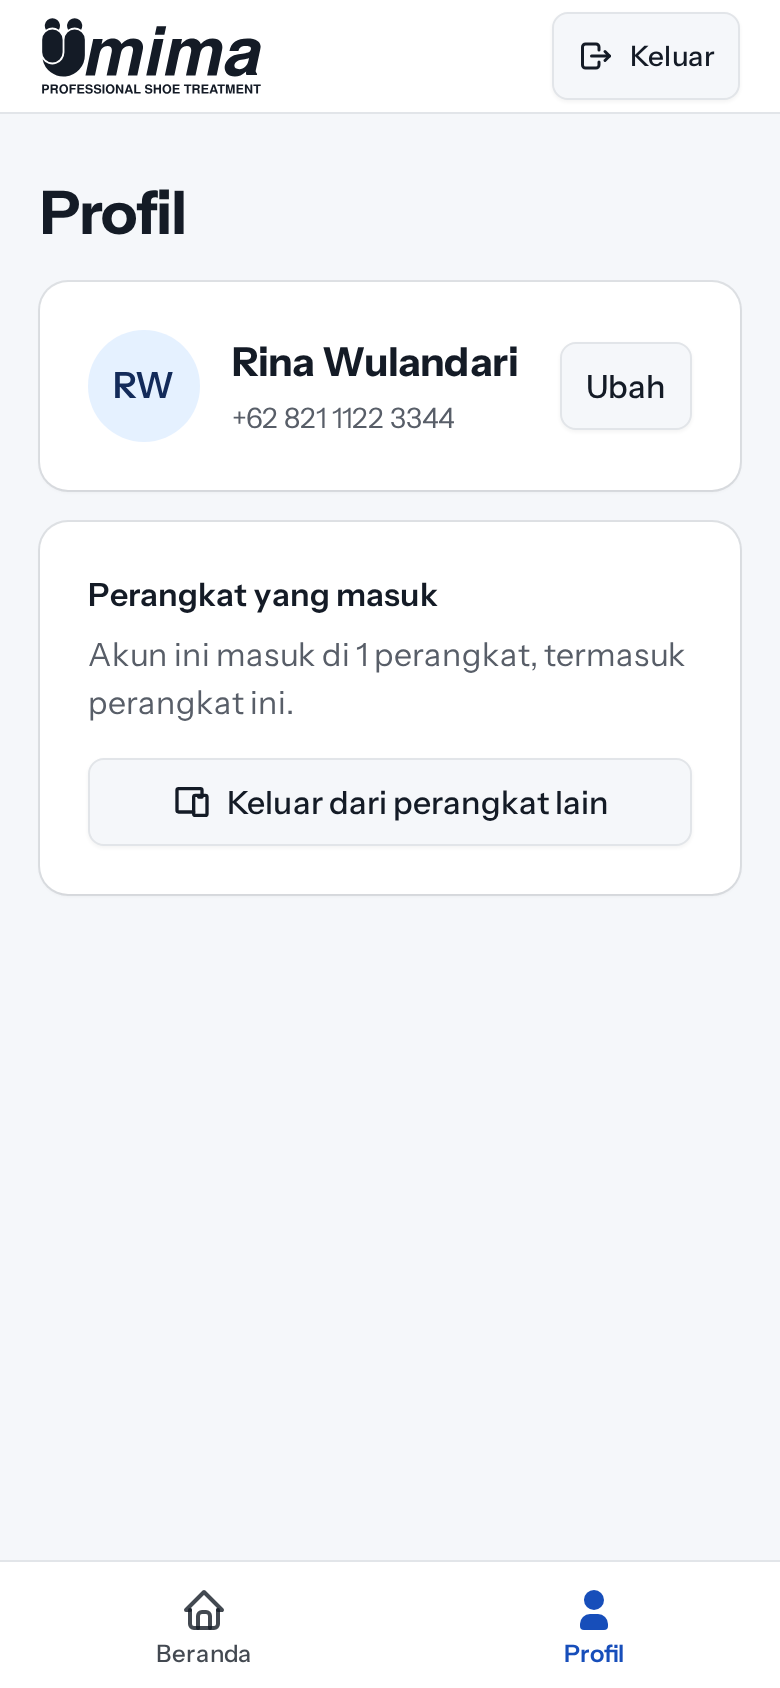 Ümima
PROFESSIONAL SHOE TREATMENT
Keluar
Profil
RW
Rina Wulandari
+62 821 1122 3344
Ubah
Perangkat yang masuk
Akun ini masuk di 1 perangkat, termasuk
perangkat ini.
Keluar dari perangkat lain
Beranda
Profil